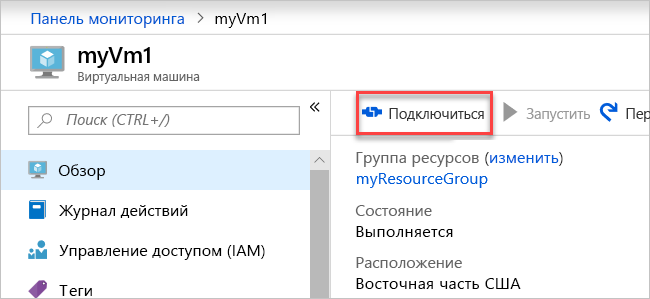 Панель мониторинга > myVm1
myVm1
Виртуальная машина
Поиск (CTRL+/)
«
Обзор
Журнал действий
Управление доступом (IAM)
Теги
Подключиться
Запустить
Пер
Группа ресурсов (изменить)
myResourceGroup
Состояние
Выполняется
Расположение
Восточная часть США